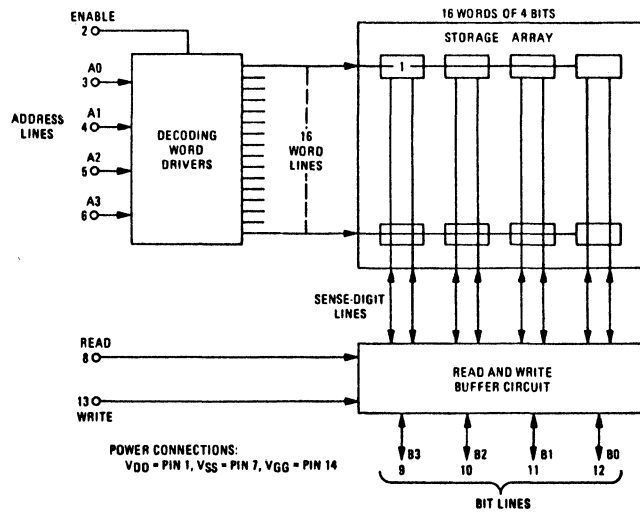 16 WORDS OF 4 BITS
ENABLE
2
STORAGE ARRAY
A0
3
1
ADDRESS
LINES
A1
4
DECODING
WORD
DRIVERS
16
WORD
LINES
A2
5
A3
6
SENSE-DIGIT
LINES
READ
8
READ AND WRITE
BUFFER CIRCUIT
13
WRITE
POWER CONNECTIONS:
VDD = PIN 1, VSS = PIN 7, VGG = PIN 14
B3 B2 B1 B0
9 10 11 12
BIT LINES